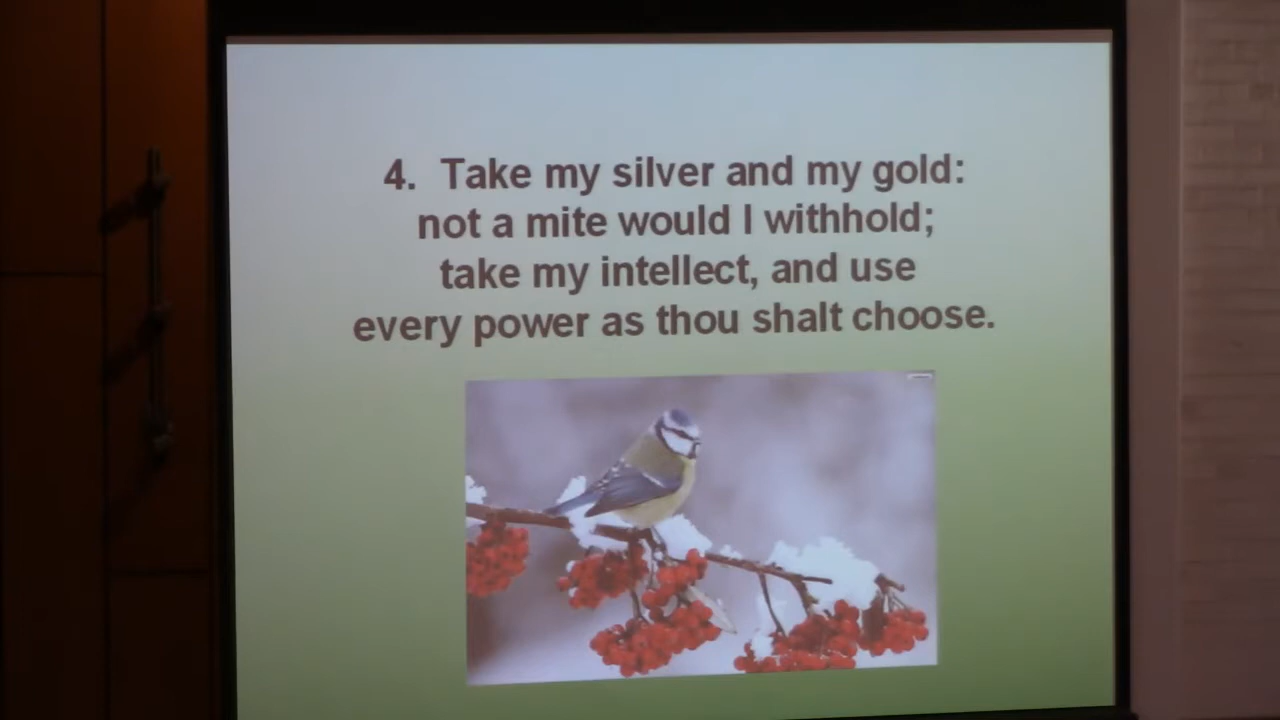 4. Take my silver and my gold:
not a mite would I withhold;
take my intellect, and use
every power as thou shalt choose.